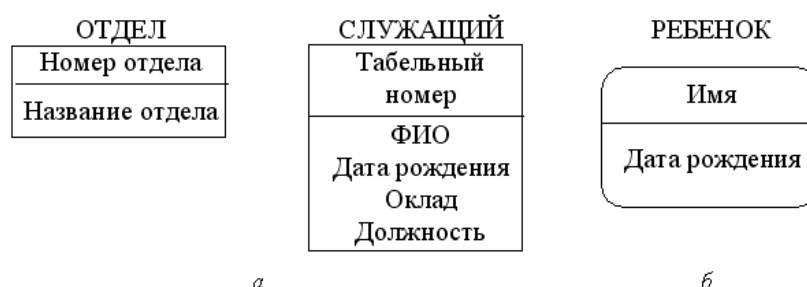 ОТДЕЛ
Номер отдела
Название отдела
СЛУЖАЩИЙ
Табельный
номер
ФИО
Дата рождения
Оклад
Должность
РЕБЕНОК
Имя
Дата рождения
а
б